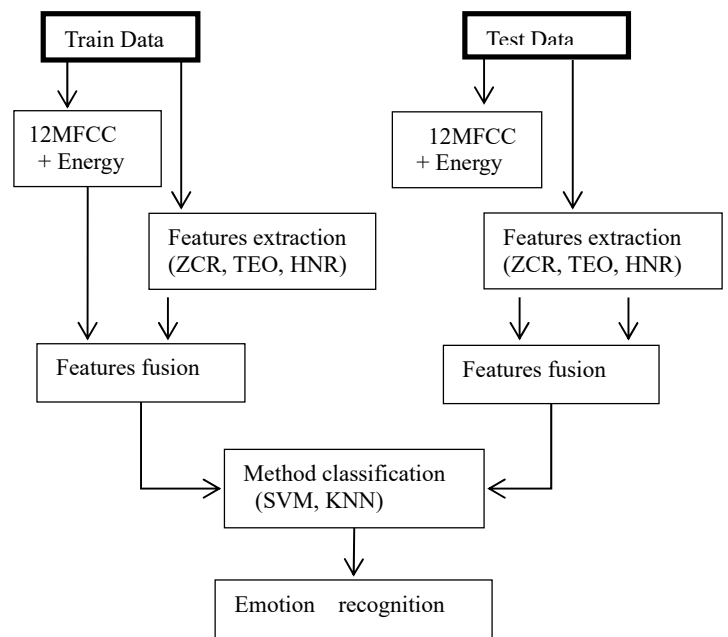 Train Data
Test Data
12MFCC
+ Energy
12MFCC
+ Energy
Features extraction
(ZCR, TEO, HNR)
Features extraction
(ZCR, TEO, HNR)
Features fusion
Features fusion
Method classification
(SVM, KNN)
Emotion recognition